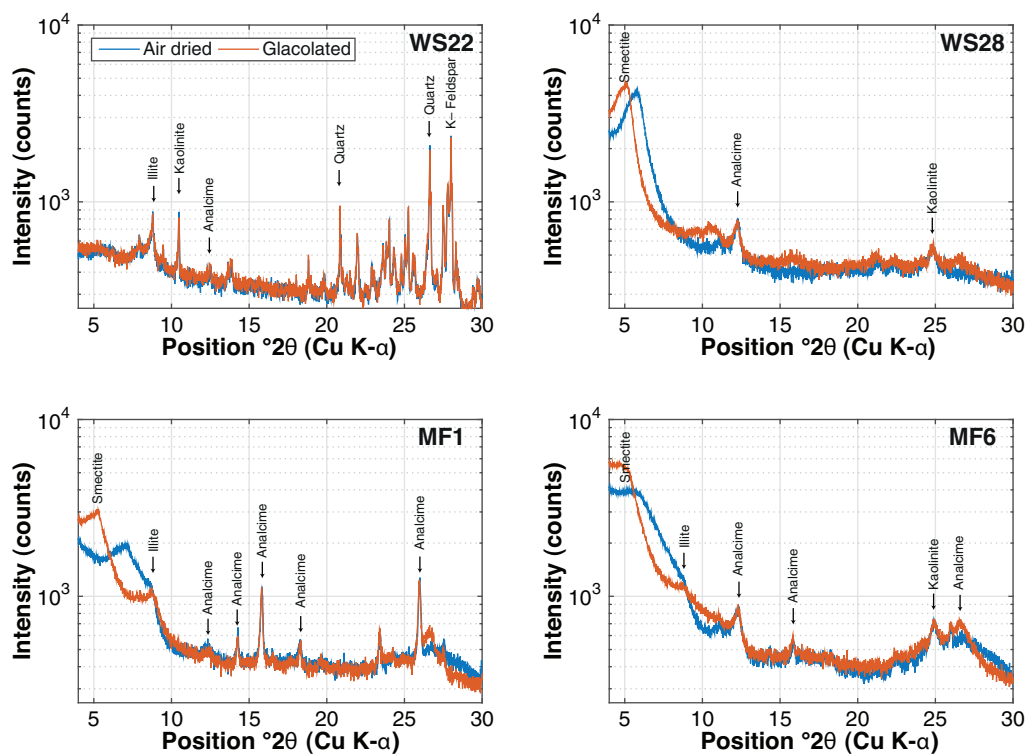 10⁴
Air dried
Glacolated
WS22
Illite
Kaolinite
Analcime
Quartz
Quartz
K– Feldspar
Intensity (counts)
10³
5 10 15 20 25 30
Position °2θ (Cu K-α)
10⁴
WS28
Smectite
Analcime
Kaolinite
Intensity (counts)
10³
5 10 15 20 25 30
Position °2θ (Cu K-α)
10⁴
MF1
Smectite
Illite
Analcime
Analcime
Analcime
Analcime
Analcime
Intensity (counts)
10³
5 10 15 20 25 30
Position °2θ (Cu K-α)
10⁴
MF6
Smectite
Illite
Analcime
Analcime
Kaolinite
Analcime
Intensity (counts)
10³
5 10 15 20 25 30
Position °2θ (Cu K-α)